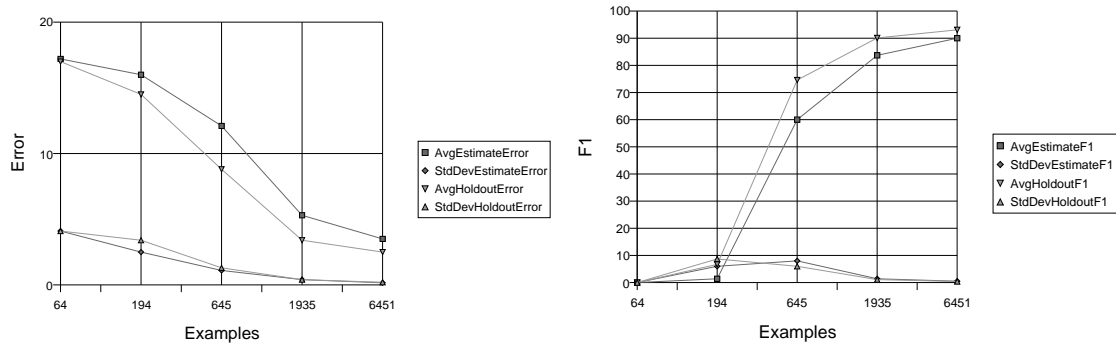 20
10
0
Error
64
194
645
1935
6451
Examples
AvgEstimateError
StdDevEstimateError
AvgHoldoutError
StdDevHoldoutError
100
90
80
70
60
50
40
30
20
10
0
F1
64
194
645
1935
6451
Examples
AvgEstimateF1
StdDevEstimateF1
AvgHoldoutF1
StdDevHoldoutF1